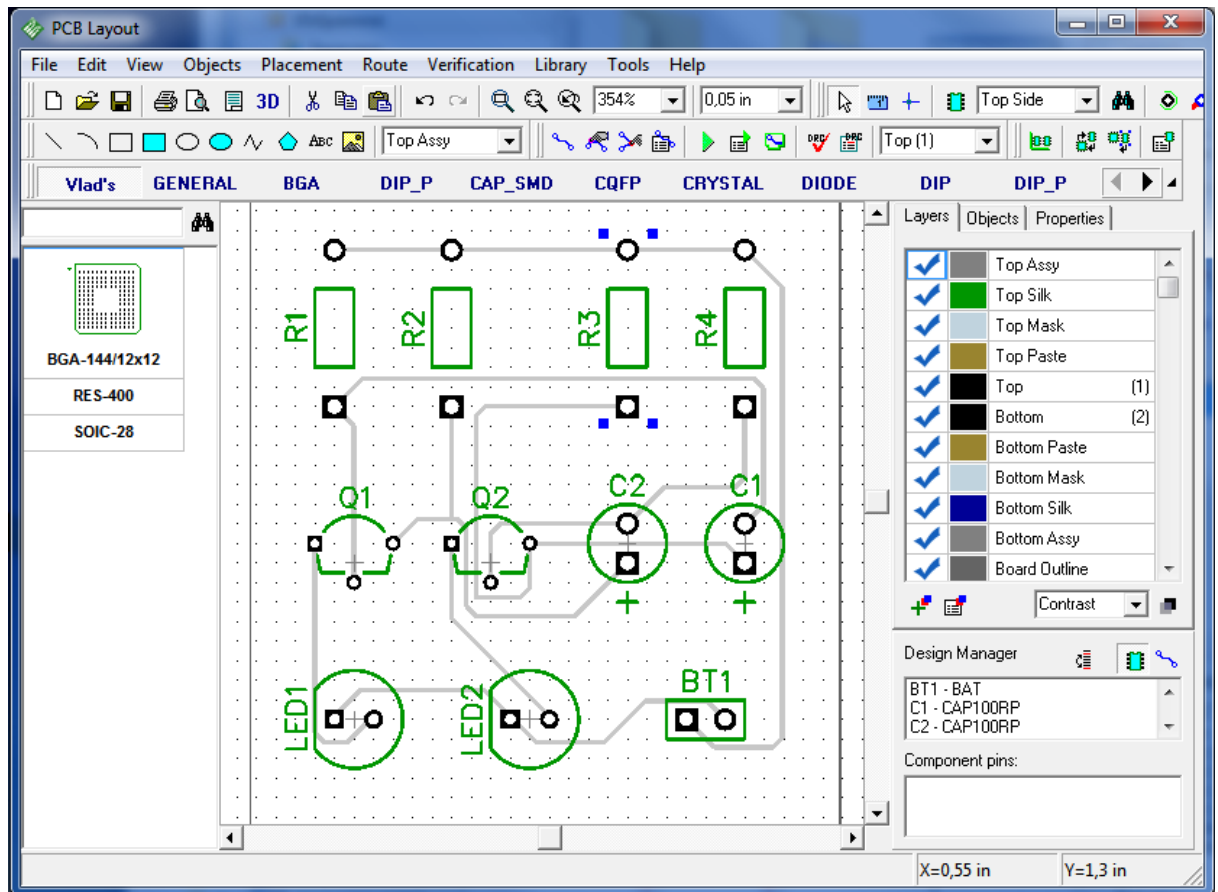 PCB Layout
File Edit View Objects Placement Route Verification Library Tools Help
3D 354% 0,05 in Top Side
ABC Top Assy DRC DRC Top (1)
Vlad's GENERAL BGA DIP_P CAP_SMD CQFP CRYSTAL DIODE DIP DIP_P
Layers Objects Properties
BGA-144/12x12
RES-400
SOIC-28
R1 R2 R3 R4
Q1 Q2 C2 C1
+ +
LED1 LED2 BT1
Top Assy
Top Silk
Top Mask
Top Paste
Top (1)
Bottom (2)
Bottom Paste
Bottom Mask
Bottom Silk
Bottom Assy
Board Outline
Contrast
Design Manager
BT1 - BAT
C1 - CAP100RP
C2 - CAP100RP
Component pins:
X=0,55 in Y=1,3 in